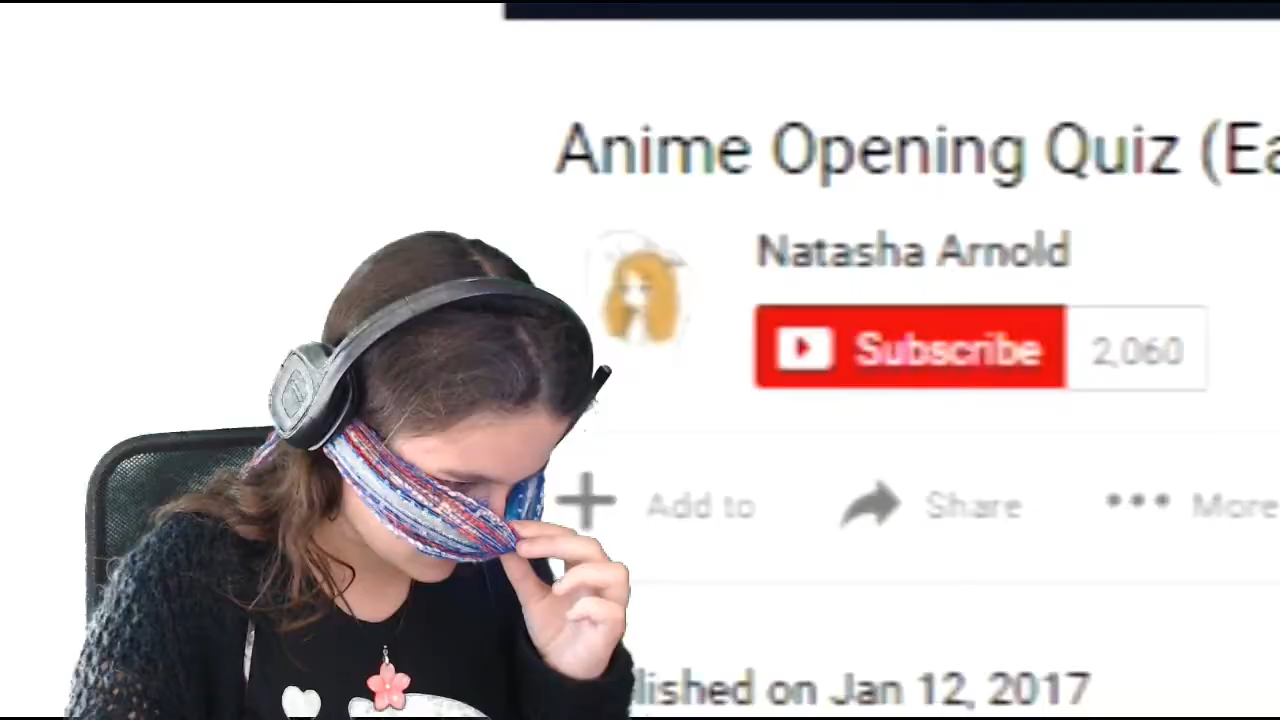 Anime Opening Quiz (Ea
Natasha Arnold
Subscribe 2,060
Add to Share More
lished on Jan 12, 2017